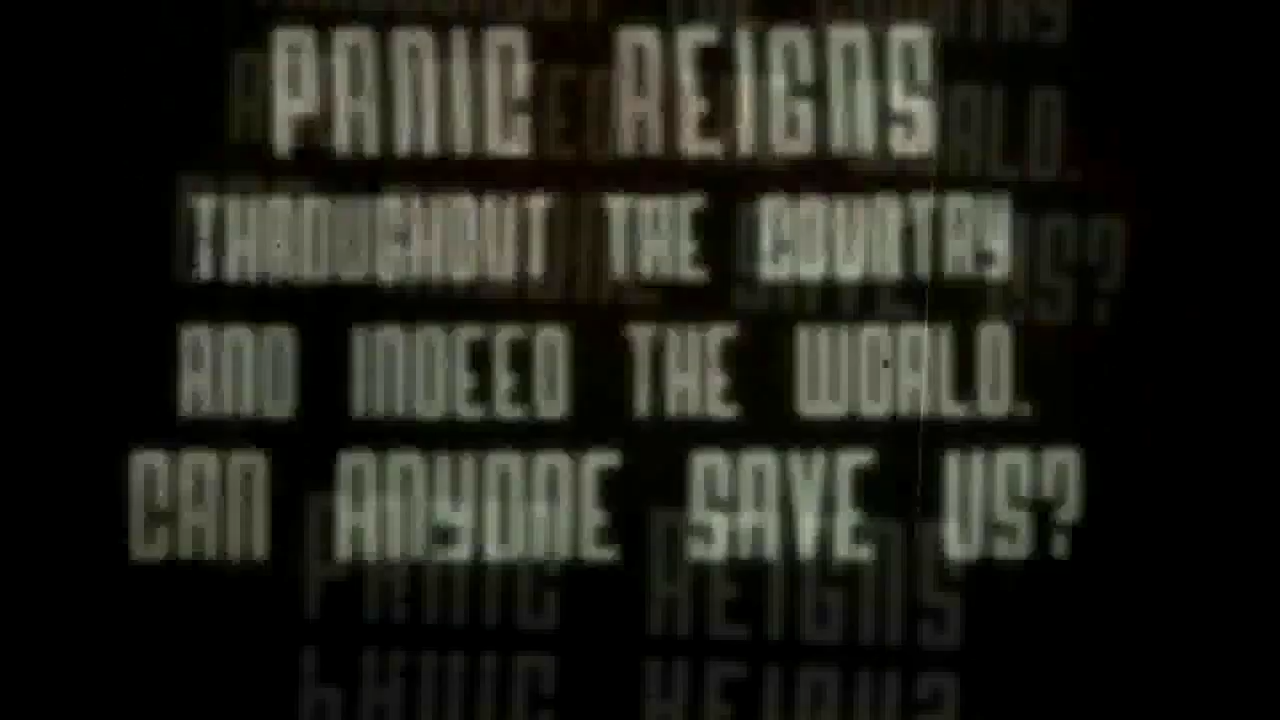 PANIC REIGNS
THROUGHOUT THE COUNTRY
AND INDEED THE WORLD.
CAN ANYONE SAVE US?